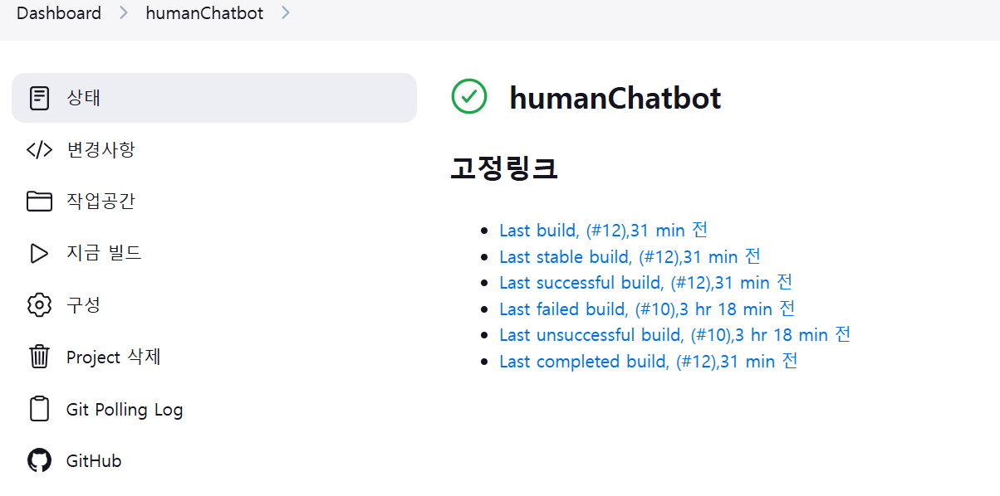 Dashboard > humanChatbot >
상태
변경사항
작업공간
지금 빌드
구성
Project 삭제
Git Polling Log
GitHub
humanChatbot
고정링크
Last build, (#12),31 min 전
Last stable build, (#12),31 min 전
Last successful build, (#12),31 min 전
Last failed build, (#10),3 hr 18 min 전
Last unsuccessful build, (#10),3 hr 18 min 전
Last completed build, (#12),31 min 전